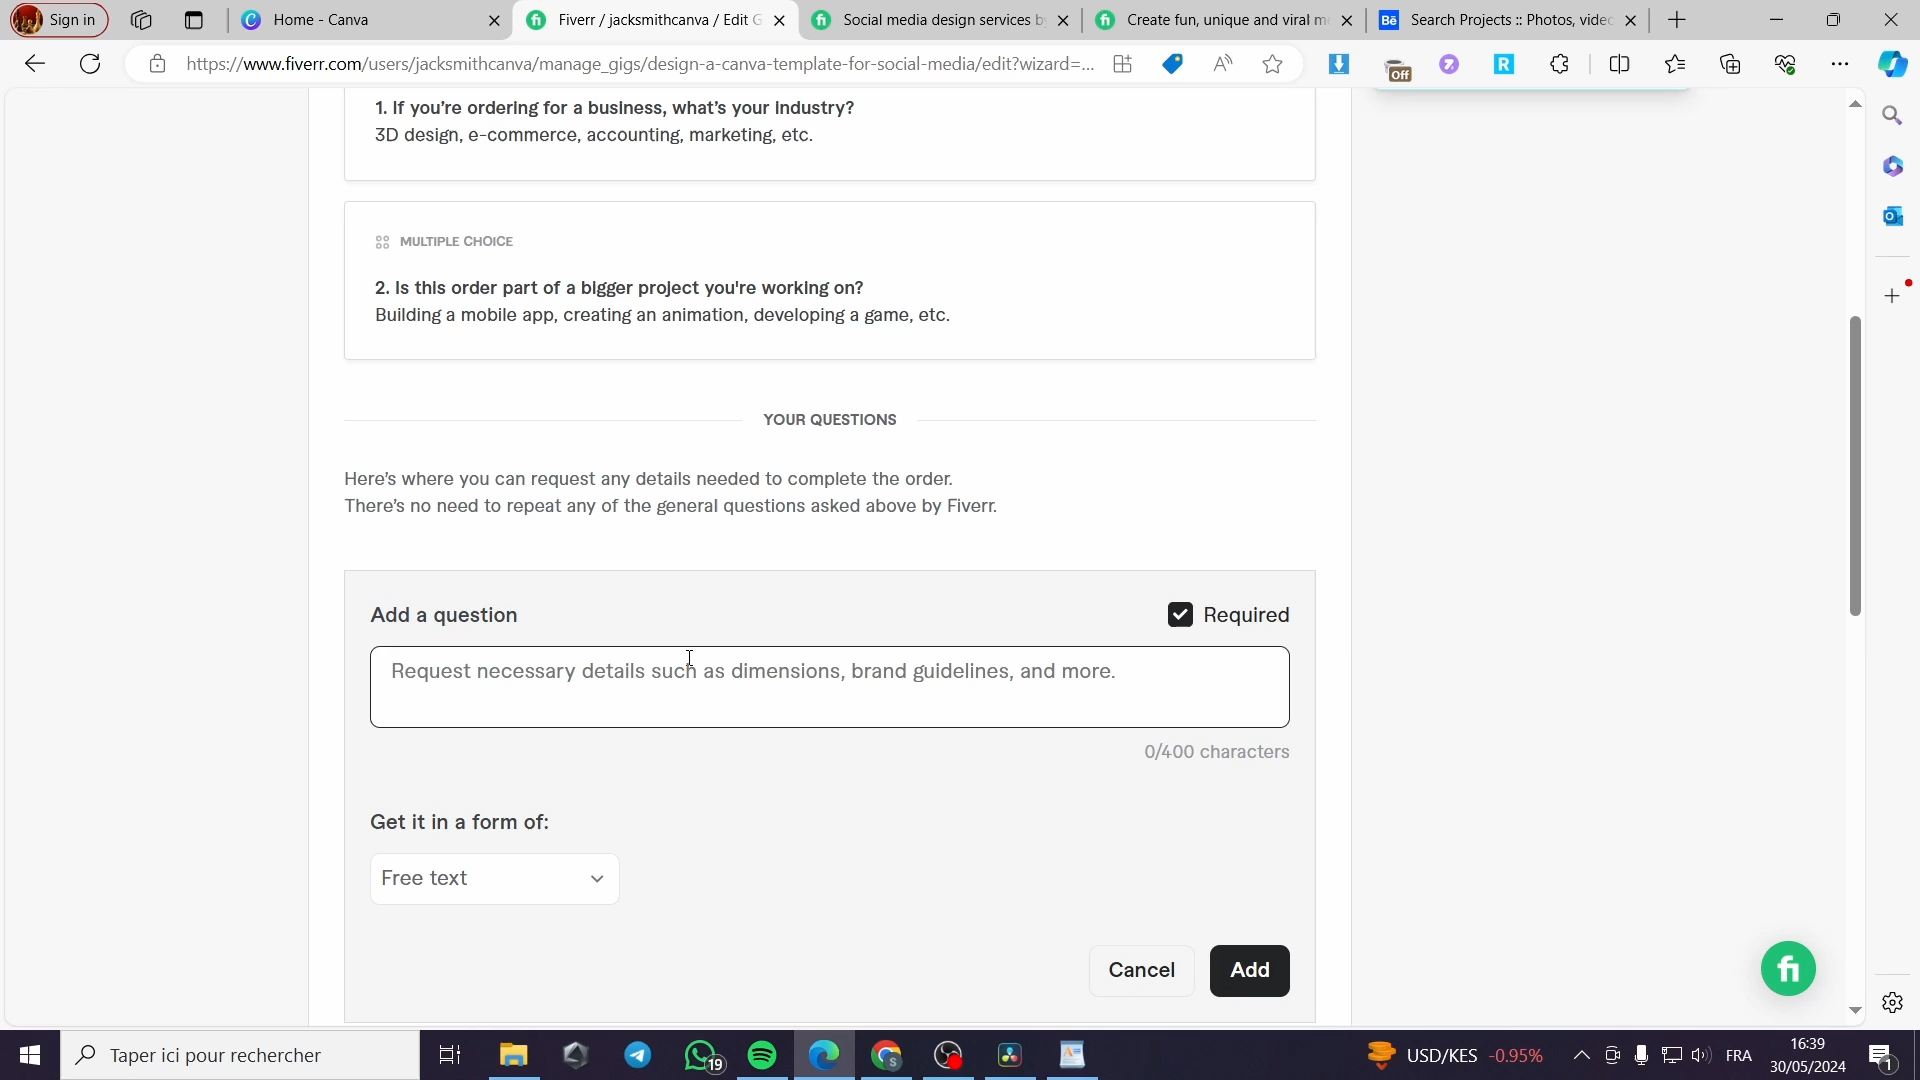 Sign in
Home - Canva
Fiverr / jacksmithcanva / Edit G
Social media design services b
Create fun, unique and viral m
Bē
Search Projects :: Photos, videc
https://www.fiverr.com/users/jacksmithcanva/manage_gigs/design-a-canva-template-for-social-media/edit?wizard=...
Off
R
1. If you're ordering for a business, what's your industry?
3D design, e-commerce, accounting, marketing, etc.
MULTIPLE CHOICE
2. Is this order part of a bigger project you're working on?
Building a mobile app, creating an animation, developing a game, etc.
YOUR QUESTIONS
Here's where you can request any details needed to complete the order.
There's no need to repeat any of the general questions asked above by Fiverr.
Add a question
Required
Request necessary details such as dimensions, brand guidelines, and more.
0/400 characters
Get it in a form of:
Free text
Cancel
Add
fi
Taper ici pour rechercher
19
USD/KES -0.95%
FRA
16:39
30/05/2024
1